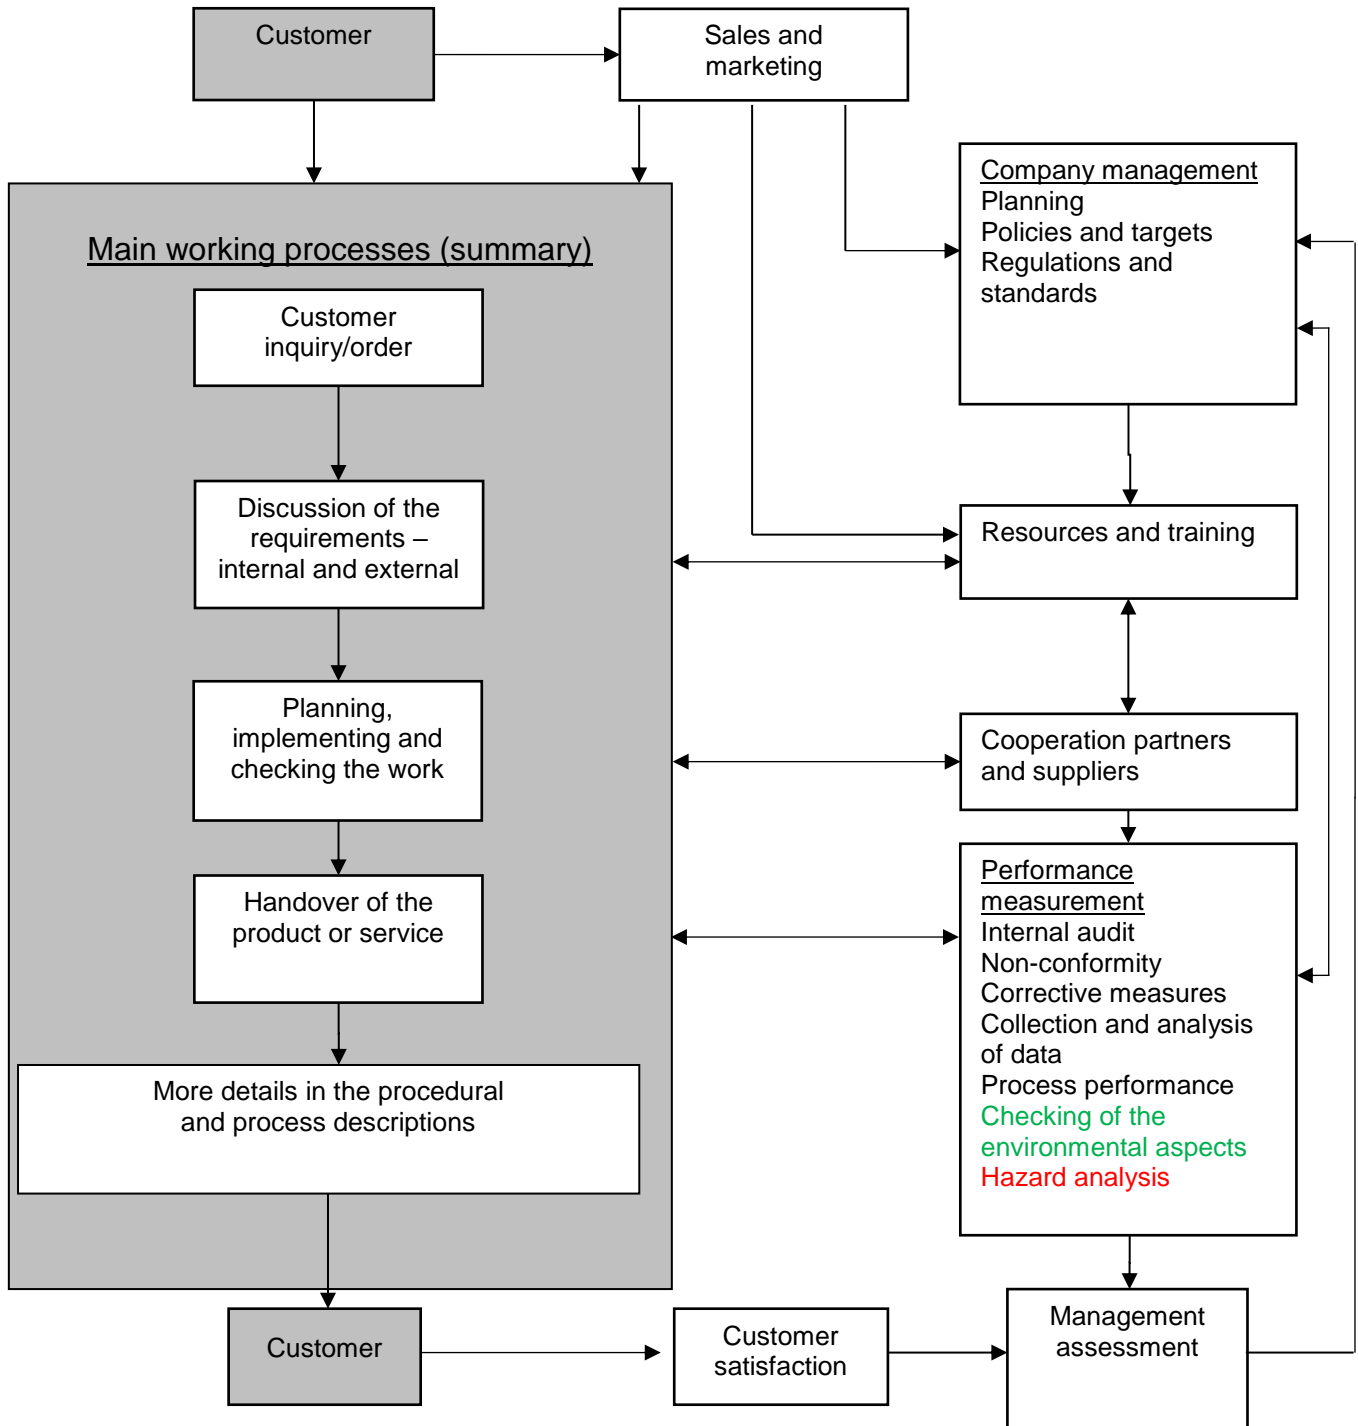 Customer
Sales and
marketing
Company management
Planning
Policies and targets
Regulations and
standards
Main working processes (summary)
Customer
inquiry/order
Discussion of the
requirements –
internal and external
Resources and training
Planning,
implementing and
checking the work
Cooperation partners
and suppliers
Handover of the
product or service
Performance
measurement
Internal audit
Non-conformity
Corrective measures
Collection and analysis
of data
Process performance
Checking of the
environmental aspects
Hazard analysis
More details in the procedural
and process descriptions
Customer
Customer
satisfaction
Management
assessment